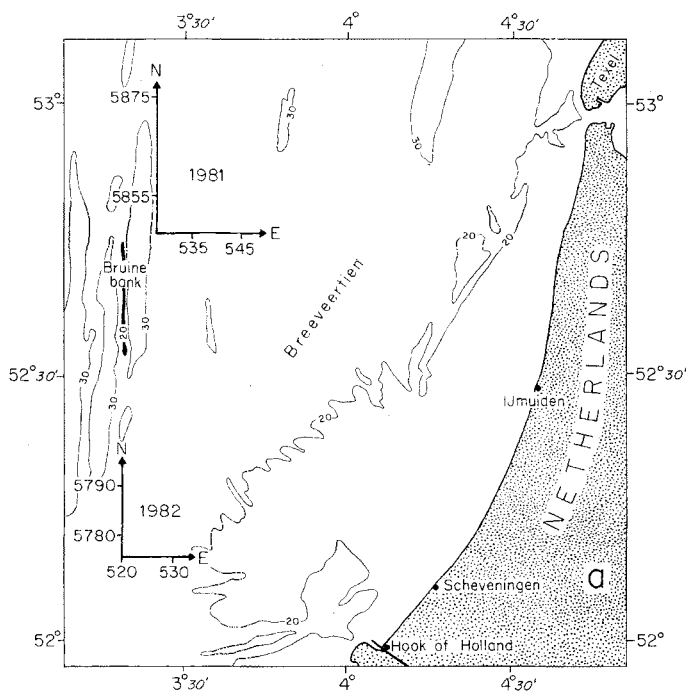 3°30'
4°
4°30'
53°
N
5875
30
30
30
Texel
53°
1981
5855
535
545
E
20
20
Bruine
bank
20
30
Breeveertien
NETHERLANDS
52°30'
30
30
52°30'
IJmuiden
20
N
5790
1982
5780
520
530
E
a
Scheveningen
20
52°
Hook of Holland
52°
3°30'
4°
4°30'